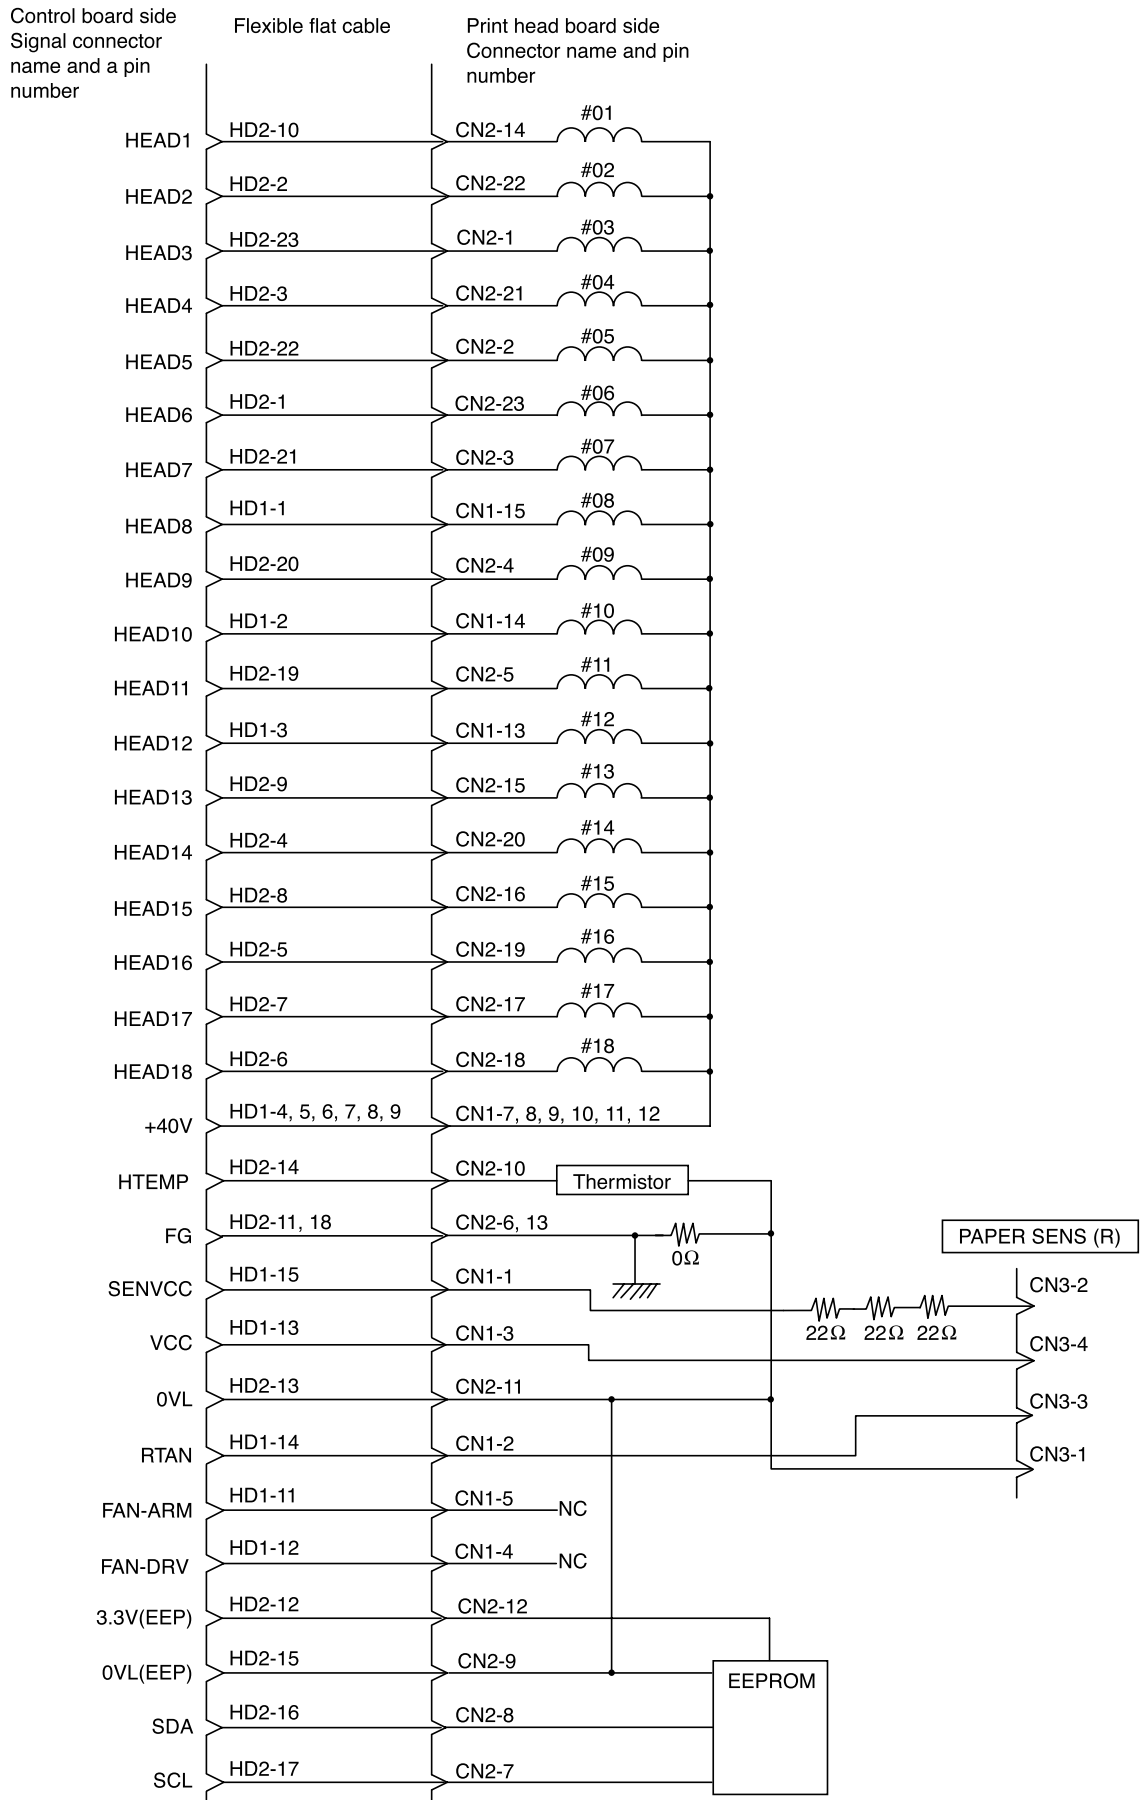 Control board side
Signal connector
name and a pin
number
Flexible flat cable
Print head board side
Connector name and pin
number
HEAD1 HD2-10 CN2-14 #01
HEAD2 HD2-2 CN2-22 #02
HEAD3 HD2-23 CN2-1 #03
HEAD4 HD2-3 CN2-21 #04
HEAD5 HD2-22 CN2-2 #05
HEAD6 HD2-1 CN2-23 #06
HEAD7 HD2-21 CN2-3 #07
HEAD8 HD1-1 CN1-15 #08
HEAD9 HD2-20 CN2-4 #09
HEAD10 HD1-2 CN1-14 #10
HEAD11 HD2-19 CN2-5 #11
HEAD12 HD1-3 CN1-13 #12
HEAD13 HD2-9 CN2-15 #13
HEAD14 HD2-4 CN2-20 #14
HEAD15 HD2-8 CN2-16 #15
HEAD16 HD2-5 CN2-19 #16
HEAD17 HD2-7 CN2-17 #17
HEAD18 HD2-6 CN2-18 #18
+40V HD1-4, 5, 6, 7, 8, 9 CN1-7, 8, 9, 10, 11, 12
HTEMP HD2-14 CN2-10 Thermistor
FG HD2-11, 18 CN2-6, 13 0Ω
PAPER SENS (R)
SENVCC HD1-15 CN1-1 22Ω 22Ω 22Ω CN3-2
VCC HD1-13 CN1-3 CN3-4
0VL HD2-13 CN2-11 CN3-3
RTAN HD1-14 CN1-2 CN3-1
FAN-ARM HD1-11 CN1-5 NC
FAN-DRV HD1-12 CN1-4 NC
3.3V(EEP) HD2-12 CN2-12
0VL(EEP) HD2-15 CN2-9 EEPROM
SDA HD2-16 CN2-8
SCL HD2-17 CN2-7